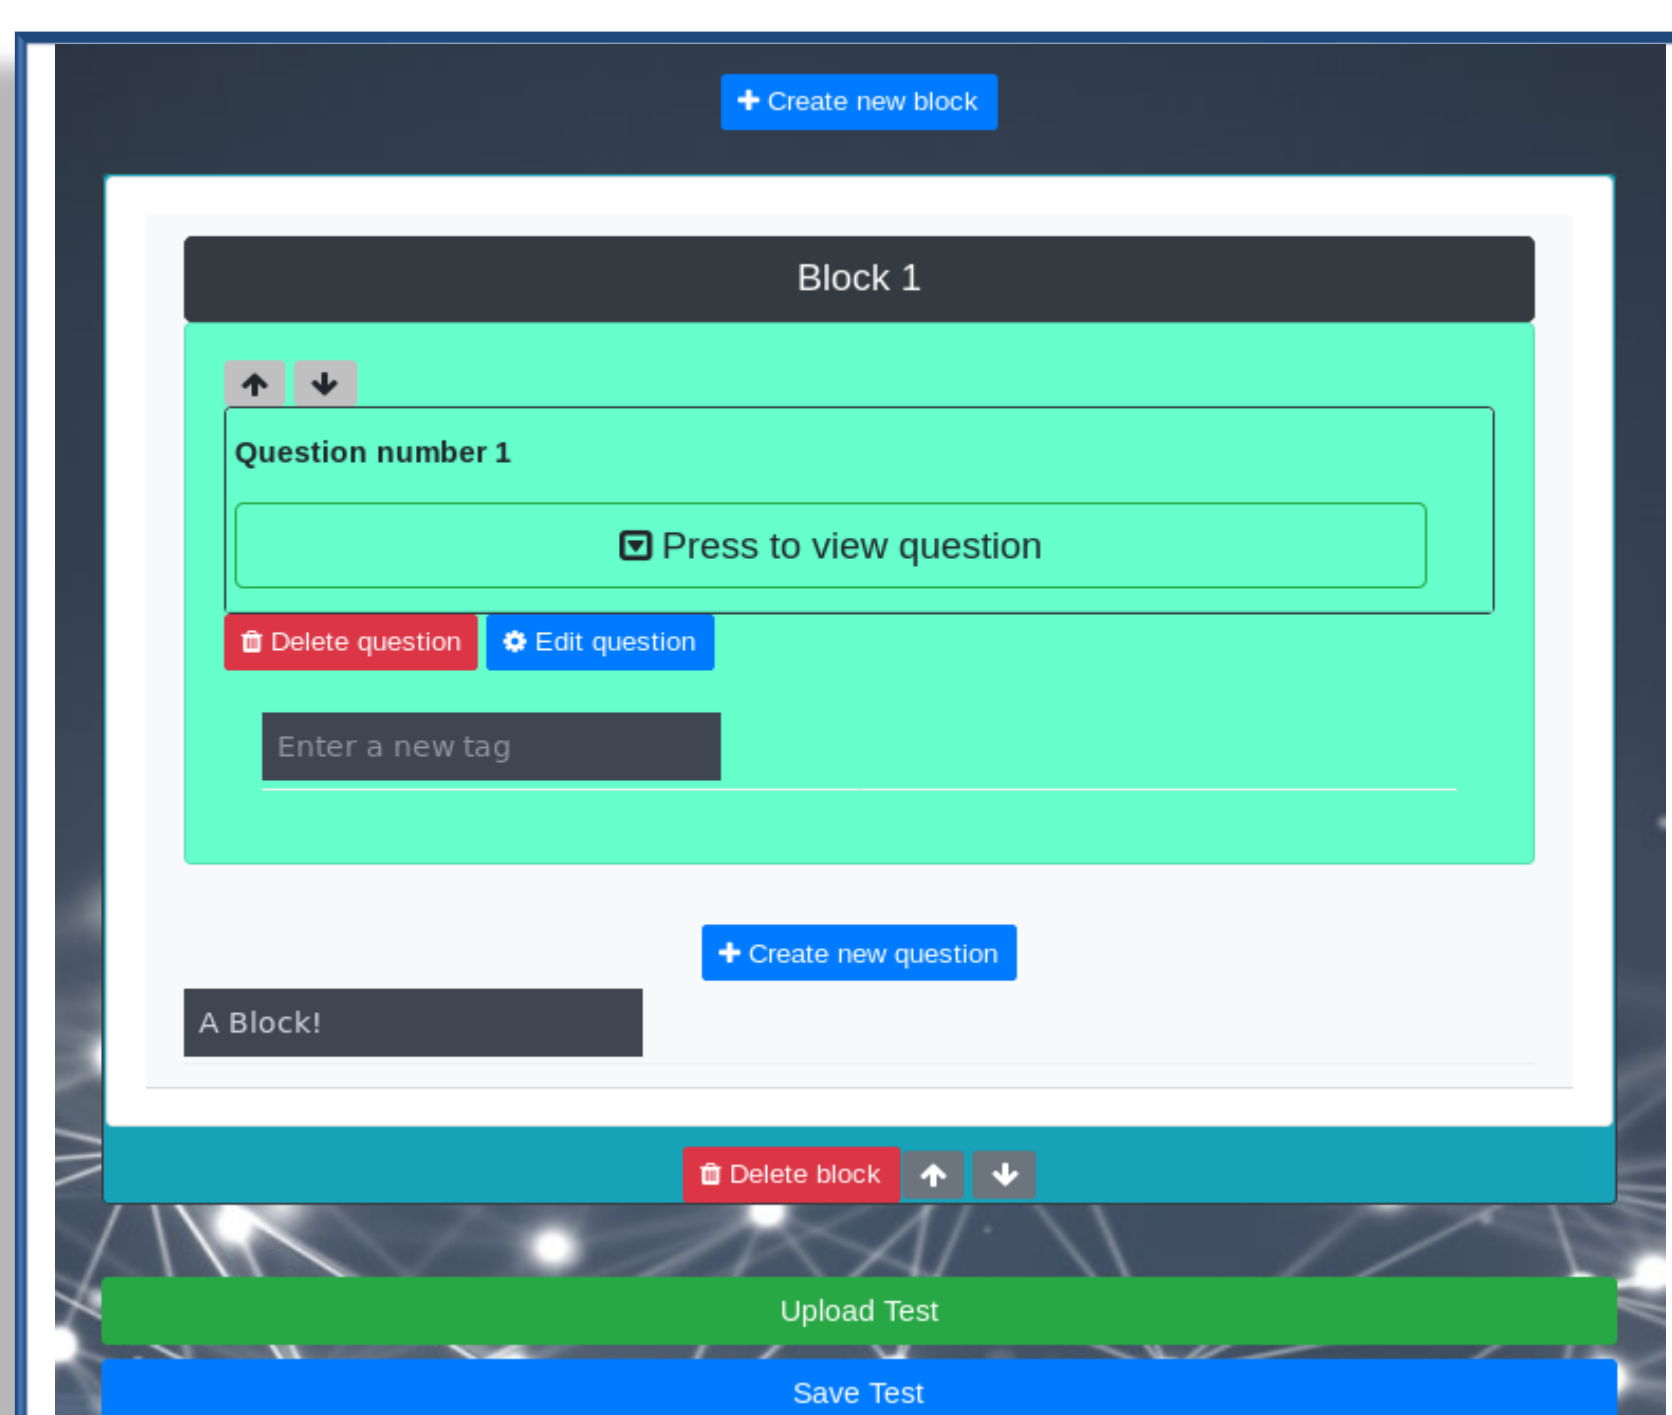 Create new block
Block 1
Question number 1
Press to view question
Delete question Edit question
Enter a new tag
Create new question
A Block!
Delete block
Upload Test
Save Test